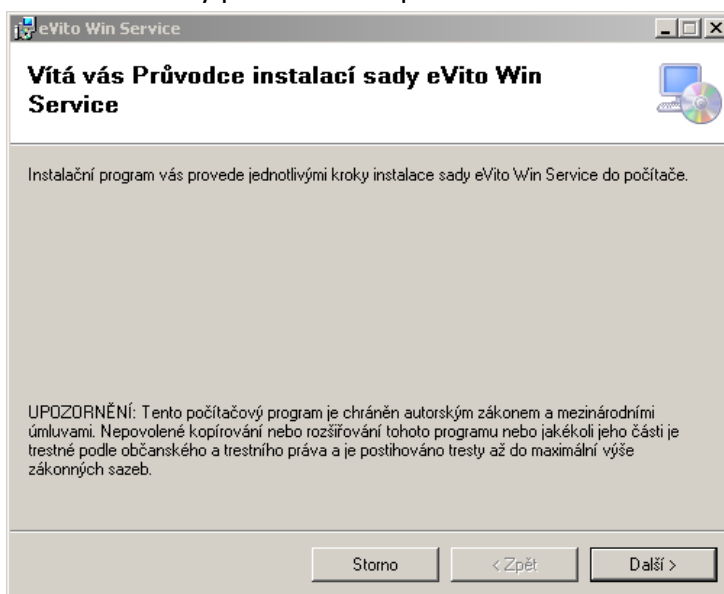 eVito Win Service
Vítá vás Průvodce instalací sady eVito Win
Service
Instalační program vás provede jednotlivými kroky instalace sady eVito Win Service do počítače.
UPOZORNĚNÍ: Tento počítačový program je chráněn autorským zákonem a mezinárodními
úmluvami. Nepovolené kopírování nebo rozšiřování tohoto programu nebo jakékoli jeho části je
trestné podle občanského a trestního práva a je postihováno tresty až do maximální výše
zákonných sazeb.
Storno
< Zpět
Další >